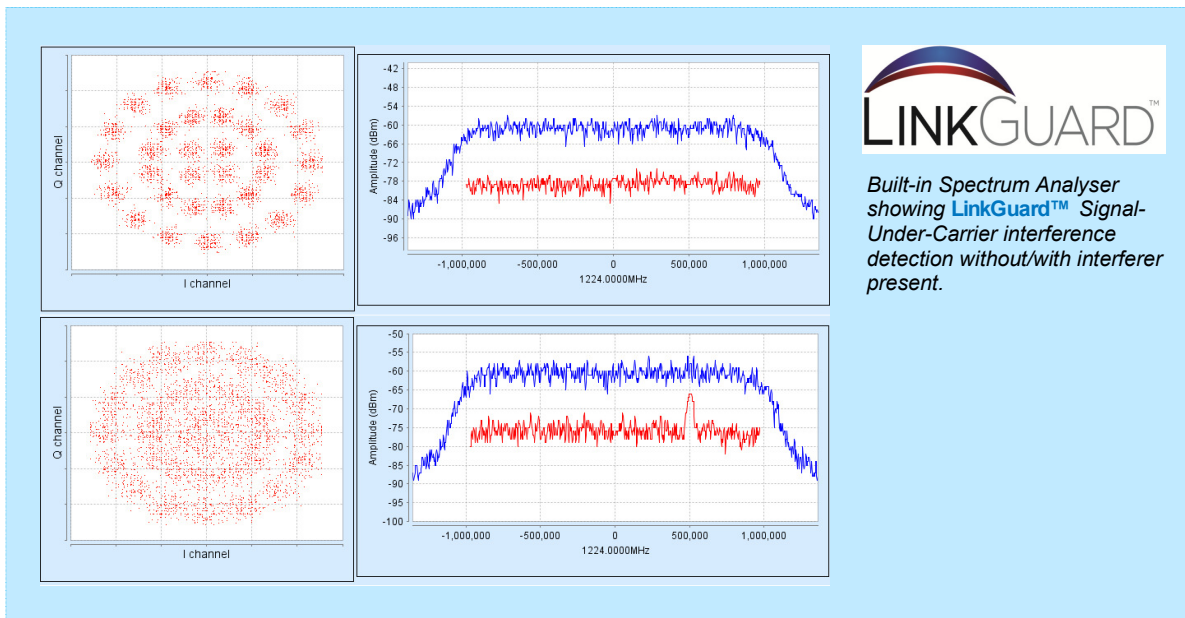 Q channel
I channel
Amplitude (dBm)
-42
-48
-54
-60
-66
-72
-78
-84
-90
-96
-1,000,000 -500,000 0 500,000 1,000,000
1224.0000MHz
LINKGUARD™
Built-in Spectrum Analyser
showing LinkGuard™ Signal-
Under-Carrier interference
detection without/with interferer
present.
Q channel
I channel
Amplitude (dBm)
-50
-55
-60
-65
-70
-75
-80
-85
-90
-95
-100
-1,000,000 -500,000 0 500,000 1,000,000
1224.0000MHz